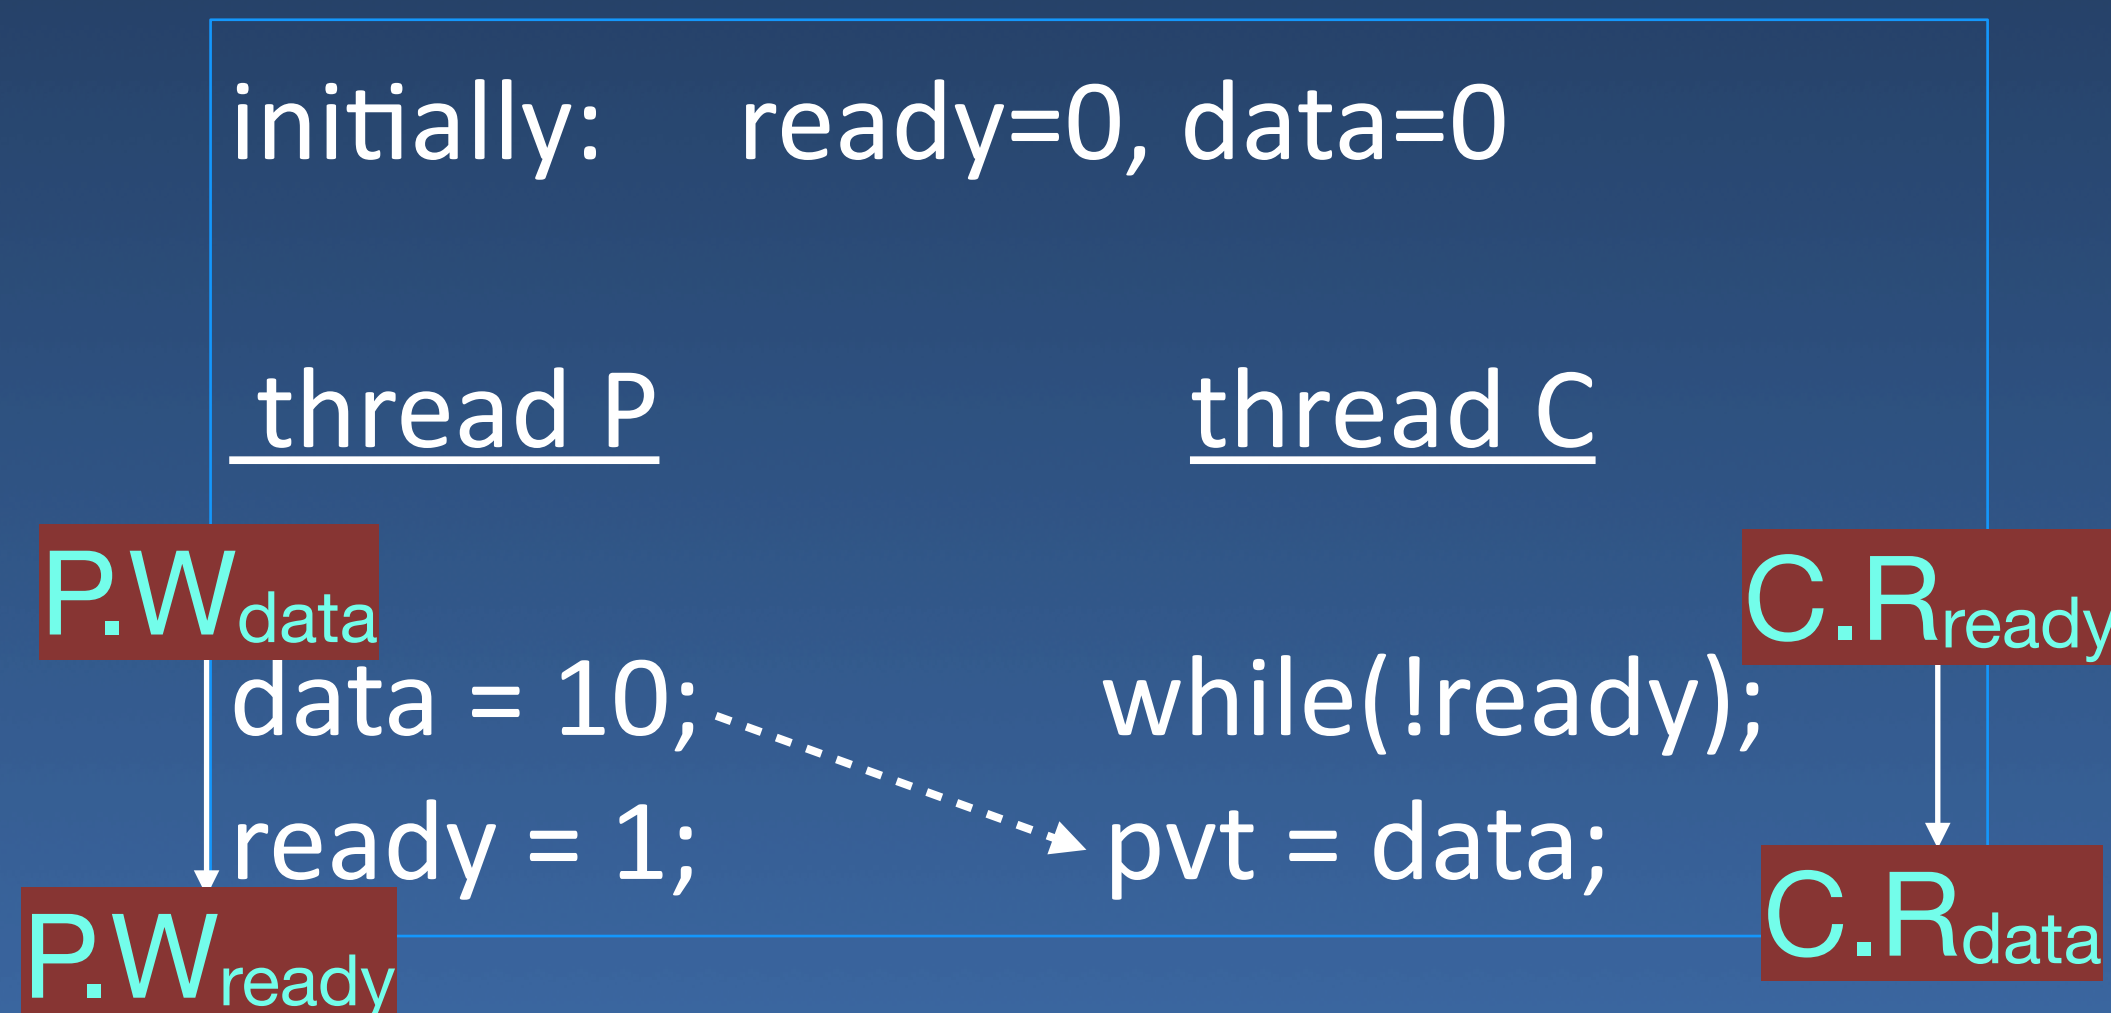 initially: ready=0, data=0
thread P thread C
P.Wdata C.Rready
data = 10; while(!ready);
ready = 1; pvt = data;
P.Wready C.Rdata